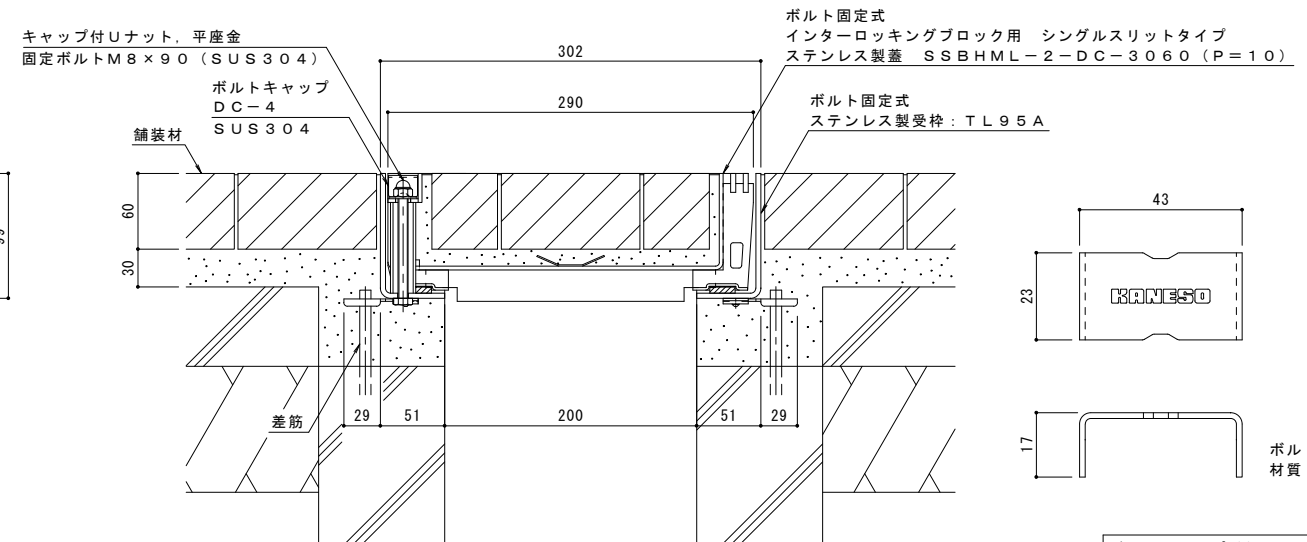 キャップ付Uナット，平座金
固定ボルトM8×90（SUS304）
ボルトキャップ
DC－4
SUS304
舗装材
302
290
ボルト固定式
インターロッキングブロック用　シングルスリットタイプ
ステンレス製蓋　SSBHML－2－DC－3060（P＝10）
ボルト固定式
ステンレス製受枠：TL95A
60
30
差筋
29
51
200
51
29
43
23
KANESO
17
ボル
材質